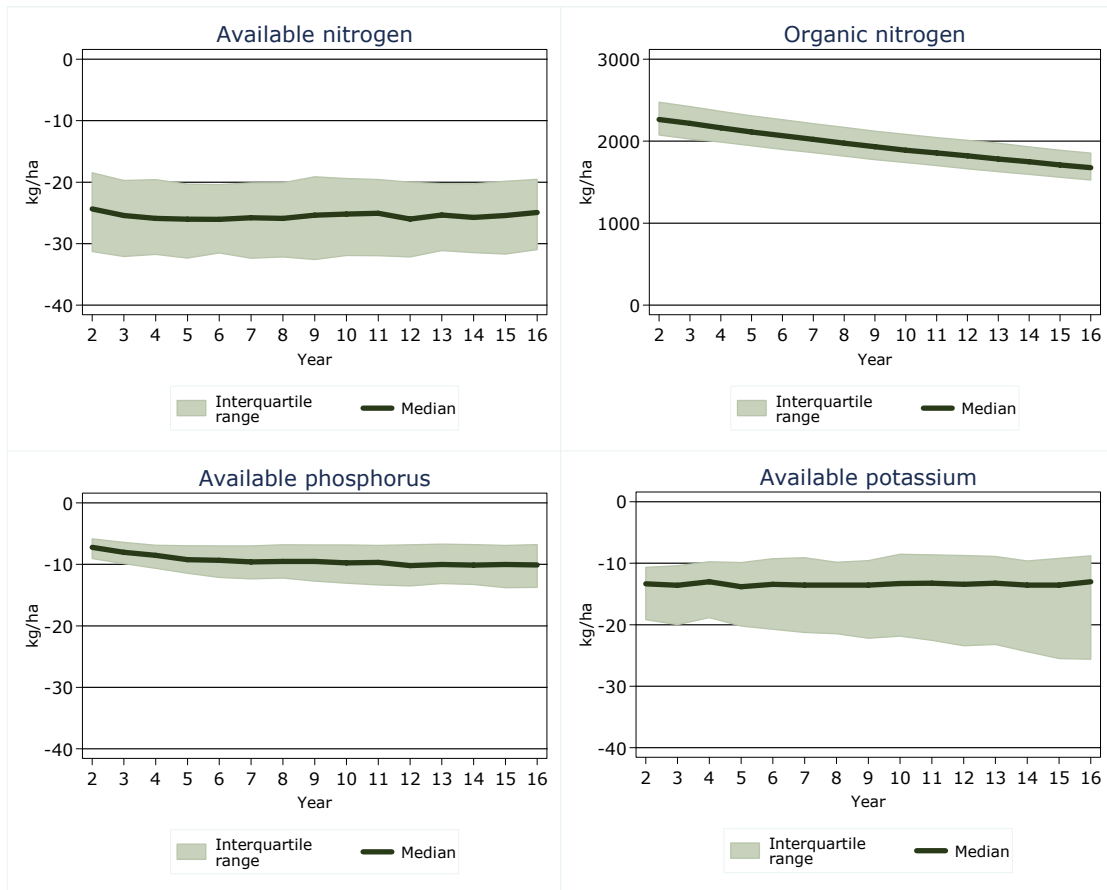 Available nitrogen
0
-10
-20
-30
-40
kg/ha
2 3 4 5 6 7 8 9 10 11 12 13 14 15 16
Year
Interquartile
range
Median
Organic nitrogen
3000
2000
1000
0
kg/ha
2 3 4 5 6 7 8 9 10 11 12 13 14 15 16
Year
Interquartile
range
Median
Available phosphorus
0
-10
-20
-30
-40
kg/ha
2 3 4 5 6 7 8 9 10 11 12 13 14 15 16
Year
Interquartile
range
Median
Available potassium
0
-10
-20
-30
-40
kg/ha
2 3 4 5 6 7 8 9 10 11 12 13 14 15 16
Year
Interquartile
range
Median